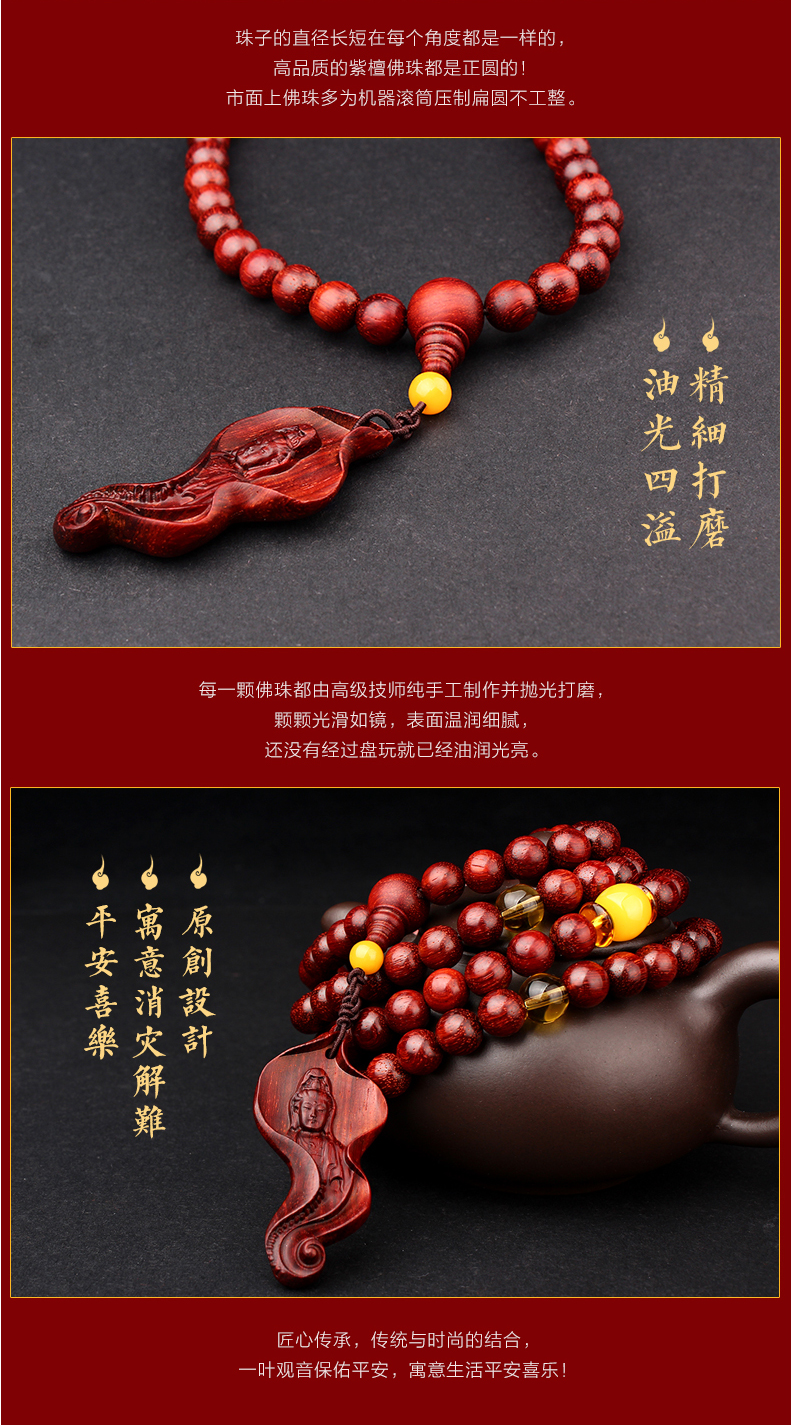 珠子的直径长短在每个角度都是一样的，
高品质的紫檀佛珠都是正圆的！
市面上佛珠多为机器滚筒压制扁圆不工整。
精细打磨
油光四溢
每一颗佛珠都由高级技师纯手工制作并抛光打磨，
颗颗光滑如镜，表面温润细腻，
还没有经过盘玩就已经油润光亮。
原創設計
寓意消灾解難
平安喜樂
匠心传承，传统与时尚的结合，
一叶观音保佑平安，寓意生活平安喜乐！